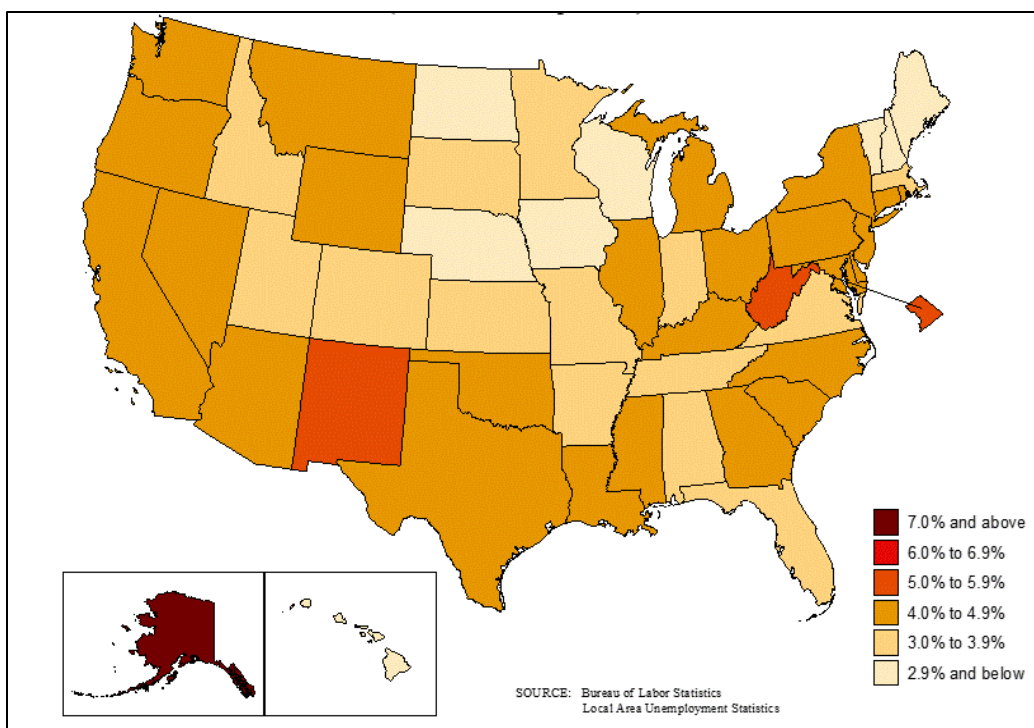 7.0% and above
6.0% to 6.9%
5.0% to 5.9%
4.0% to 4.9%
3.0% to 3.9%
2.9% and below
SOURCE: Bureau of Labor Statistics
Local Area Unemployment Statistics